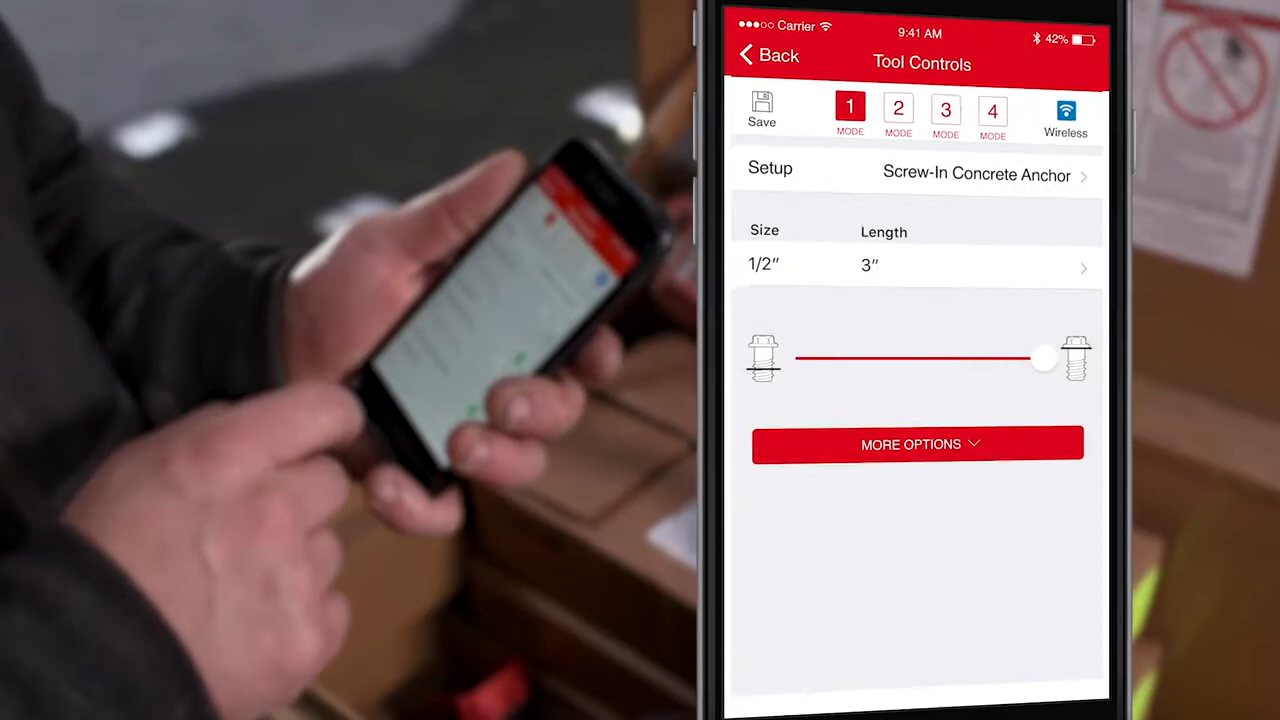 Carrier 9:41 AM 42%
Back Tool Controls
Save 1 MODE 2 MODE 3 MODE 4 MODE Wireless
Setup Screw-In Concrete Anchor
Size Length
1/2″ 3″
MORE OPTIONS